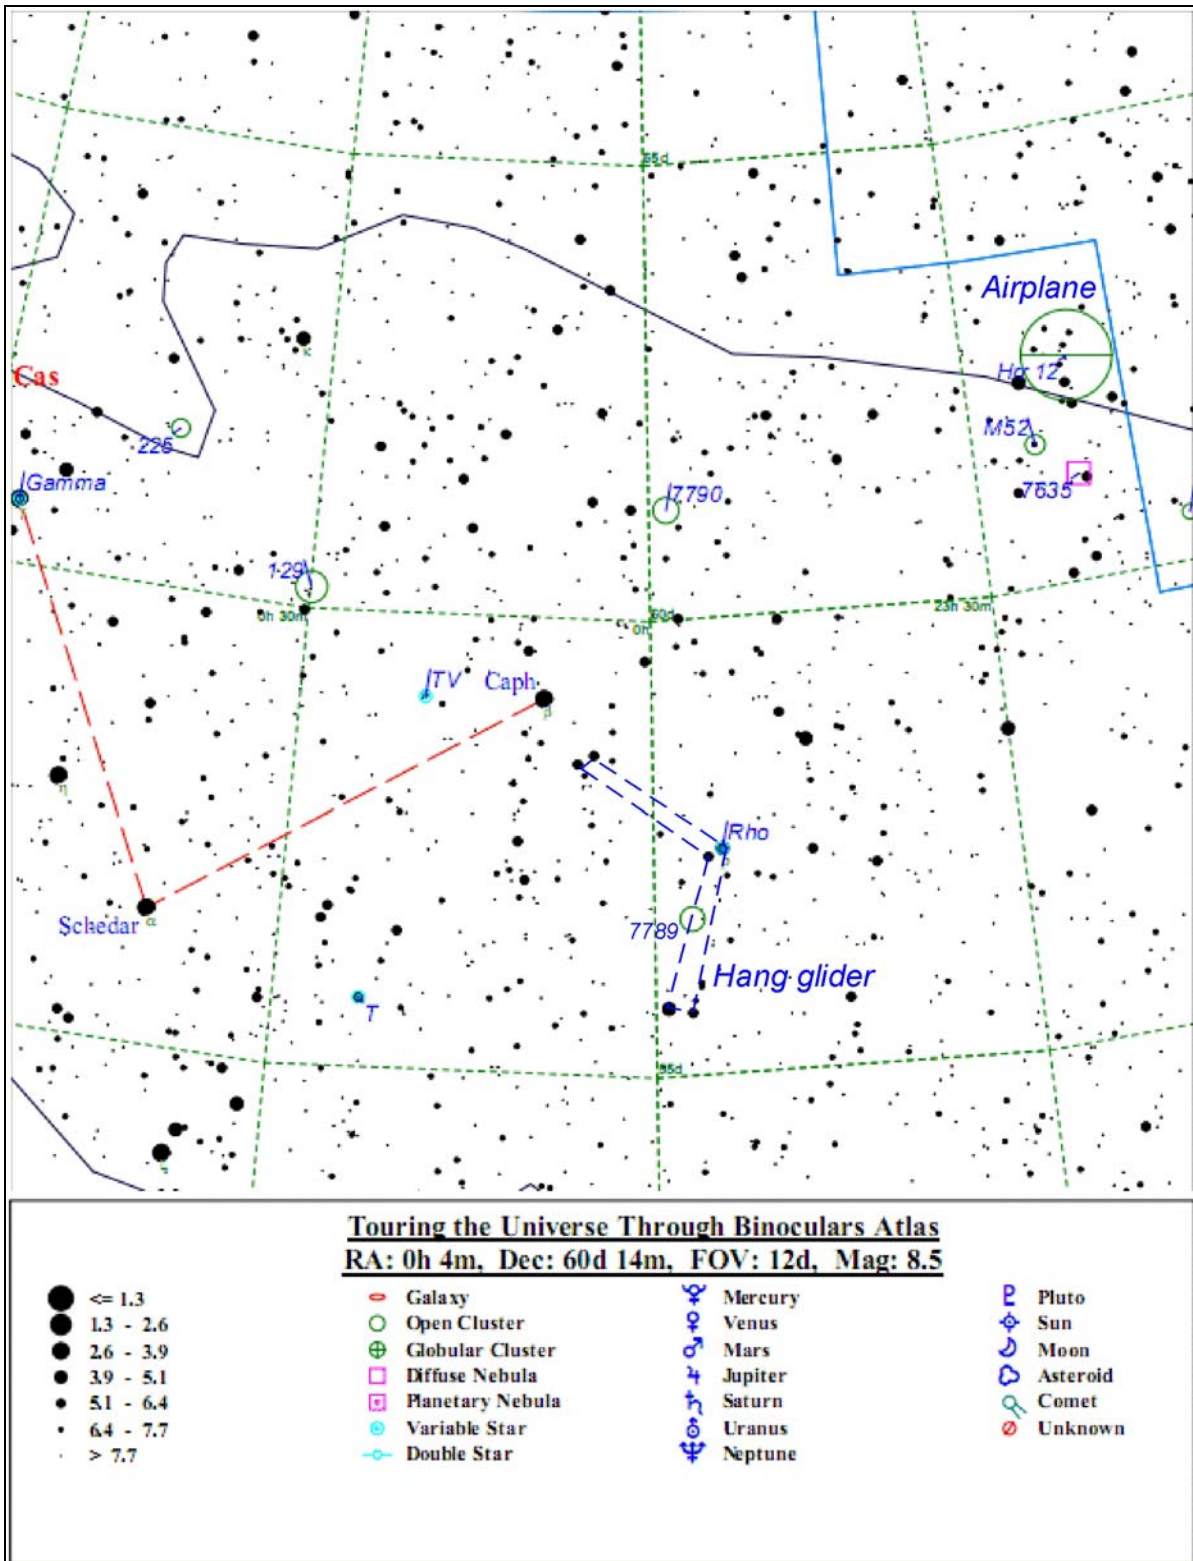 65d
Airplane
κ
Hrr 12
Cas
225
M52
Gamma
7790
7635
129
0h 30m
60d
0h
23h 30m
TV
Caph
β
η
Rho
Schedar
α
7789
Hang glider
T
55d
ζ
Touring the Universe Through Binoculars Atlas
RA: 0h 4m, Dec: 60d 14m, FOV: 12d, Mag: 8.5
<= 1.3
1.3 - 2.6
2.6 - 3.9
3.9 - 5.1
5.1 - 6.4
6.4 - 7.7
> 7.7
Galaxy
Open Cluster
Globular Cluster
Diffuse Nebula
Planetary Nebula
Variable Star
Double Star
Mercury
Venus
Mars
Jupiter
Saturn
Uranus
Neptune
Pluto
Sun
Moon
Asteroid
Comet
Unknown